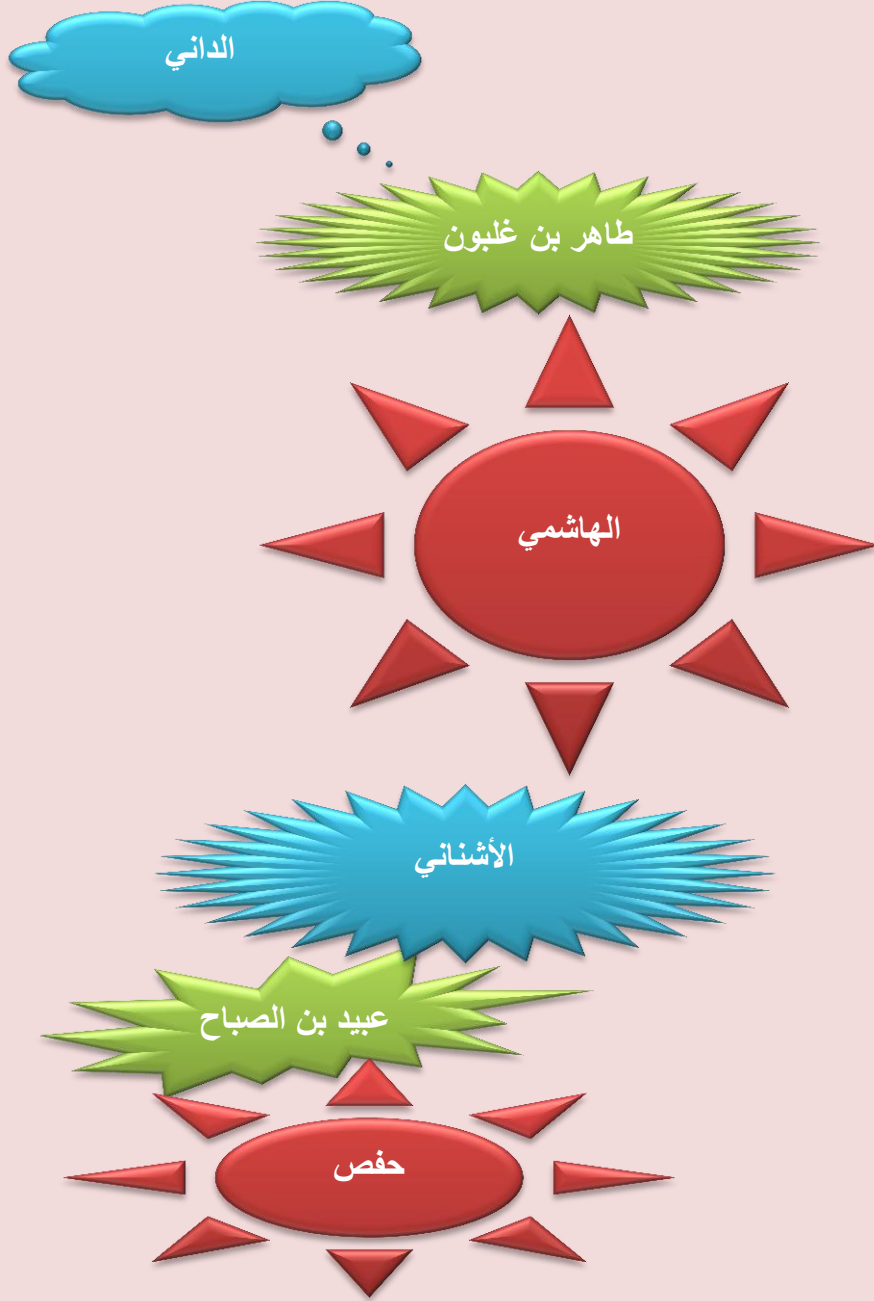 الداني
طاهر بن غلبون
الهاشمي
الأشناني
عبيد بن الصباح
حفص